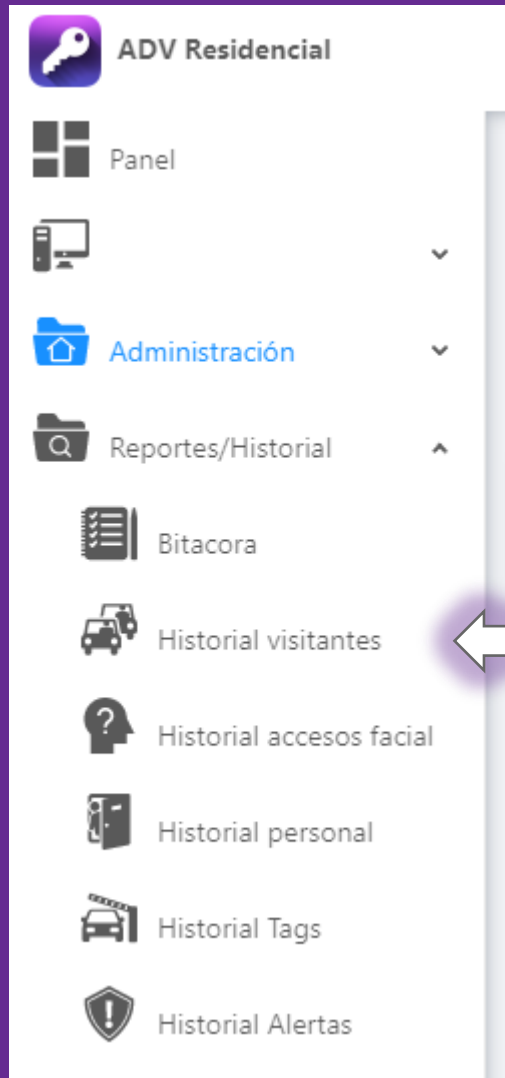 ADV Residencial
Panel
Administración
Reportes/Historial
Bitacora
Historial visitantes
Historial accesos facial
Historial personal
Historial Tags
Historial Alertas